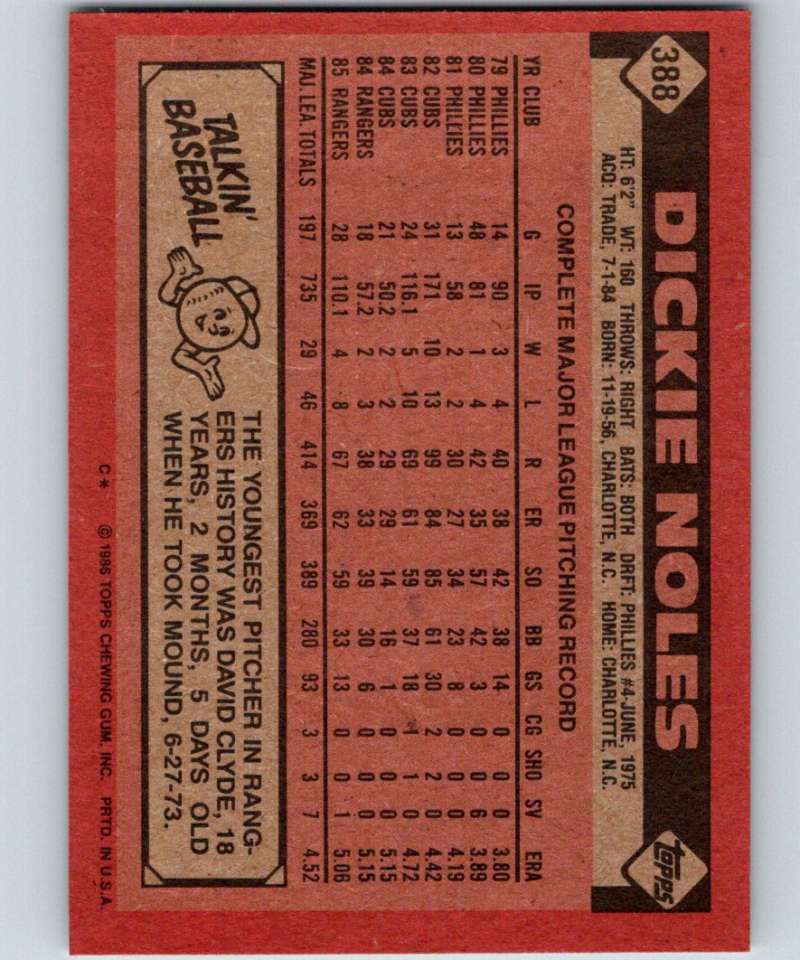 388
DICKIE NOLES
TOPPS
HT: 6'2" WT: 160 THROWS: RIGHT BATS: BOTH DRFT: PHILLIES #4-JUNE, 1975
ACQ: TRADE, 7-1-84 BORN: 11-19-56, CHARLOTTE, N.C. HOME: CHARLOTTE, N.C.
COMPLETE MAJOR LEAGUE PITCHING RECORD
YR CLUB G IP W L R ER SO BB GS CG SHO SV ERA
79 PHILLIES 14 90 3 4 40 38 42 38 14 0 0 0 3.80
80 PHILLIES 48 81 1 4 42 35 57 42 3 0 0 6 3.89
81 PHILLIES 13 58 2 2 30 27 34 23 8 0 0 0 4.19
82 CUBS 31 171 10 13 99 84 85 61 30 2 2 0 4.42
83 CUBS 24 116.1 5 10 69 61 59 37 18 1 1 0 4.72
84 CUBS 21 50.2 2 2 29 29 14 16 1 0 0 0 5.15
84 RANGERS 18 57.2 2 3 38 33 39 30 6 0 0 0 5.15
85 RANGERS 28 110.1 4 8 67 62 59 33 13 0 0 1 5.06
MAJ. LEA. TOTALS 197 735 29 46 414 369 389 280 93 3 3 7 4.52
TALKIN'
BASEBALL
THE YOUNGEST PITCHER IN RANG-
ERS HISTORY WAS DAVID CLYDE, 18
YEARS, 2 MONTHS, 5 DAYS OLD
WHEN HE TOOK MOUND, 6-27-73.
C* © 1986 TOPPS CHEWING GUM, INC. PRTD. IN U.S.A.